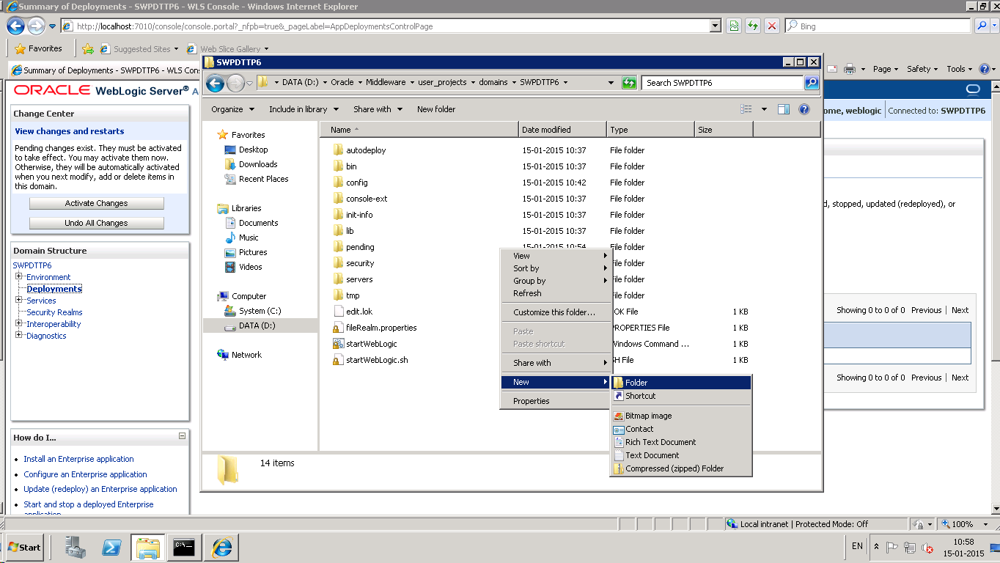 Summary of Deployments - SWPDTTP6 - WLS Console - Windows Internet Explorer
http://localhost:7010/console/console.portal?_nfpb=true&_pageLabel=AppDeploymentsControlPage
Bing
Favorites
Suggested Sites
Web Slice Gallery
Summary of Deployments - SWPDTTP6 - WLS Con
Page
Safety
Tools
SWPDTTP6
DATA (D:)
Oracle
Middleware
user_projects
domains
SWPDTTP6
Search SWPDTTP6
Organize
Include in library
Share with
New folder
ORACLE WebLogic Server® A
ome, weblogic
Connected to: SWPDTTP6
Change Center
View changes and restarts
Pending changes exist. They must be activated
to take effect. You may activate them now.
Otherwise, they will be automatically activated
when you next modify, add or delete items in
this domain.
Activate Changes
Undo All Changes
Domain Structure
SWPDTTP6
Environment
Deployments
Services
Security Realms
Interoperability
Diagnostics
How do I...
Install an Enterprise application
Configure an Enterprise application
Update (redeploy) an Enterprise application
Start and stop a deployed Enterprise
application
Favorites
Desktop
Downloads
Recent Places
Libraries
Documents
Music
Pictures
Videos
Computer
System (C:)
DATA (D:)
Network
Name Date modified Type Size
autodeploy 15-01-2015 10:37 File folder
bin 15-01-2015 10:37 File folder
config 15-01-2015 10:42 File folder
console-ext 15-01-2015 10:37 File folder
init-info 15-01-2015 10:37 File folder
lib 15-01-2015 10:37 File folder
pending 15-01-2015 10:54 File folder
security File folder
servers File folder
tmp File folder
edit.lok OK File 1 KB
fileRealm.properties PROPERTIES File 1 KB
startWebLogic Windows Command ... 1 KB
startWebLogic.sh SH File 1 KB
View
Sort by
Group by
Refresh
Customize this folder...
Paste
Paste shortcut
Share with
New
Properties
Folder
Shortcut
Bitmap image
Contact
Rich Text Document
Text Document
Compressed (zipped) Folder
14 items
d, stopped, updated (redeployed), or
Showing 0 to 0 of 0 Previous | Next
Showing 0 to 0 of 0 Previous | Next
Local intranet | Protected Mode: Off
100%
Start
C:\_
EN
10:58
15-01-2015